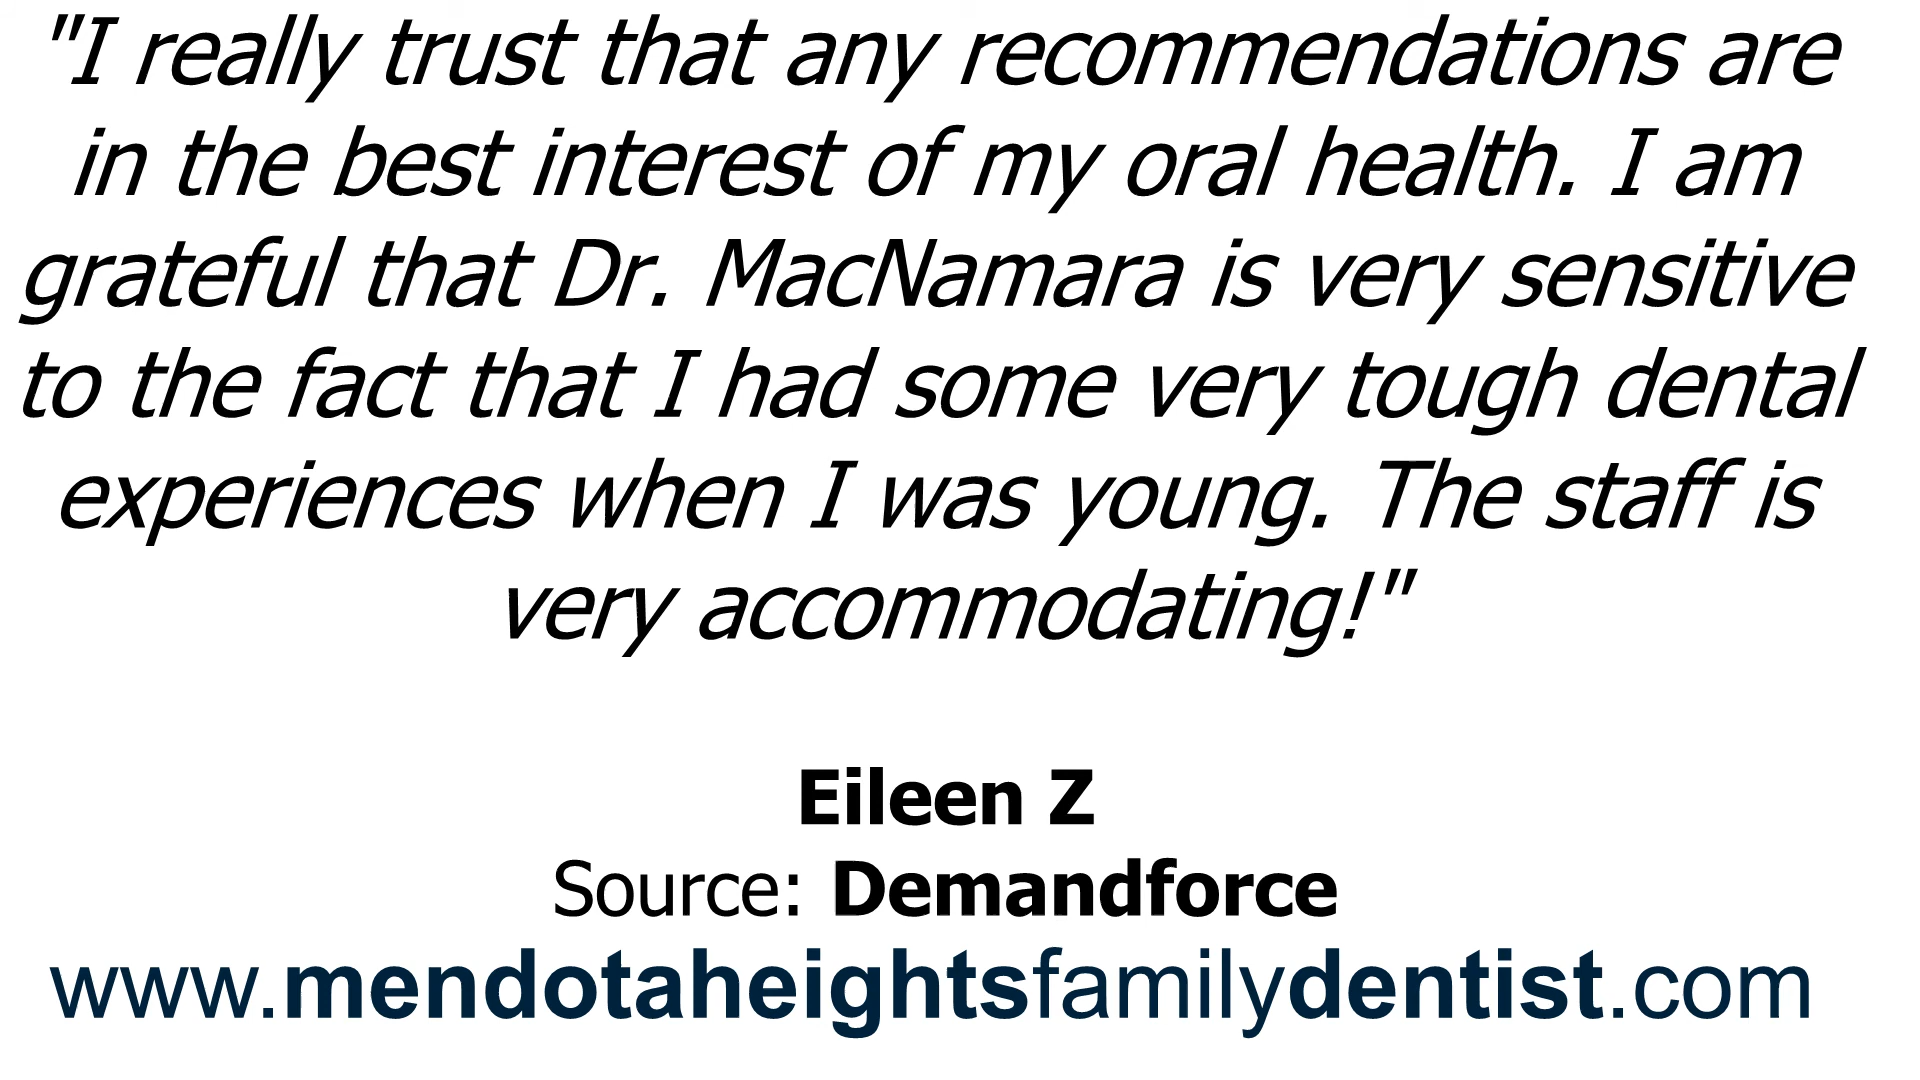 "I really trust that any recommendations are
in the best interest of my oral health. I am
grateful that Dr. MacNamara is very sensitive
to the fact that I had some very tough dental
experiences when I was young. The staff is
very accommodating!"
Eileen Z
Source: Demandforce
www.mendotaheightsfamilydentist.com